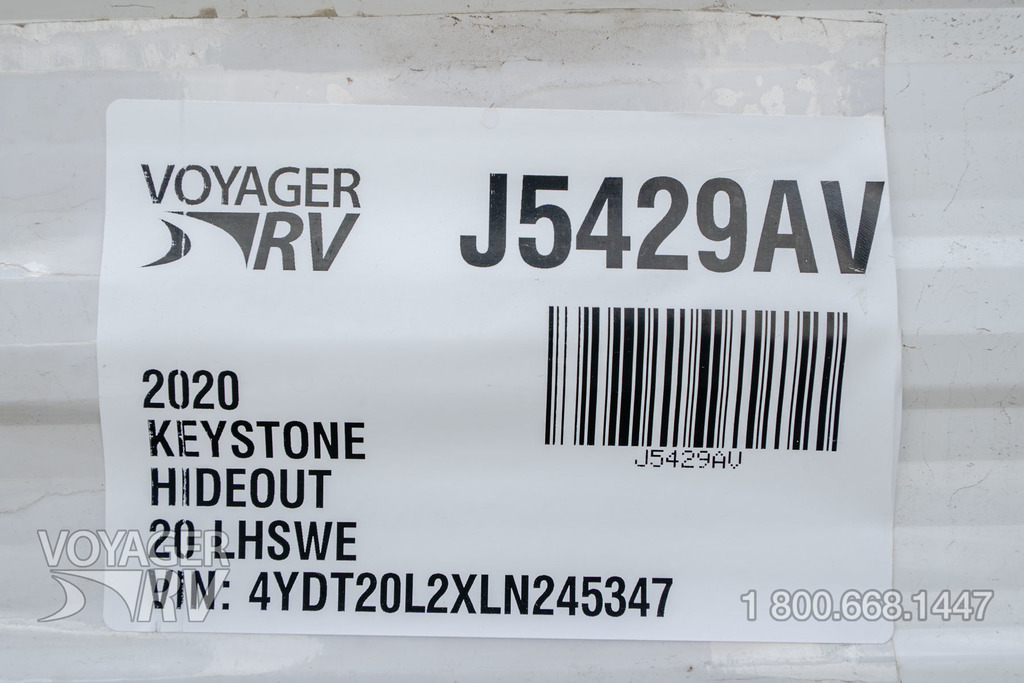 VOYAGER
RV
J5429AV
J5429AV
2020
KEYSTONE
HIDEOUT
20 LHSWE
VIN: 4YDT20L2XLN245347
VOYAGER
RV
1 800.668.1447